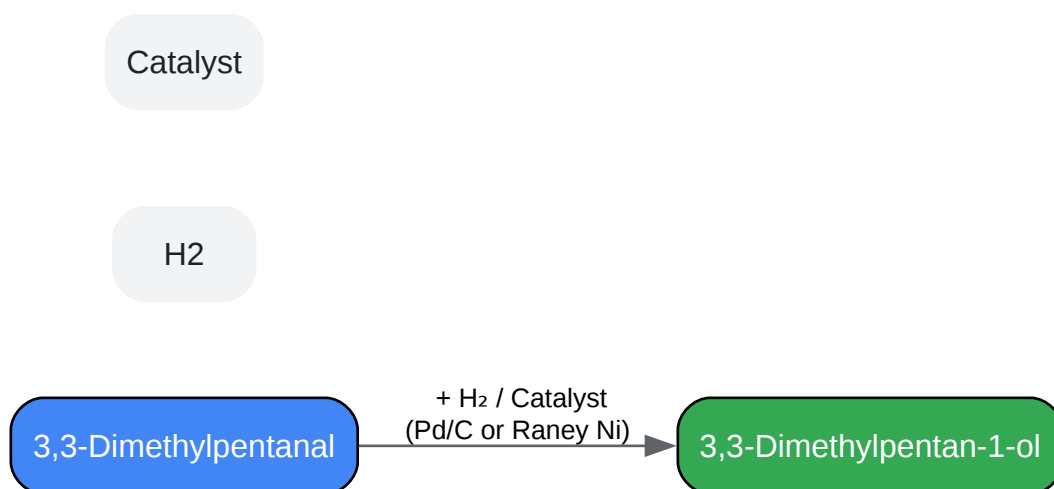 Catalyst
H2
+ H₂ / Catalyst
(Pd/C or Raney Ni)
3,3-Dimethylpentanal
3,3-Dimethylpentan-1-ol